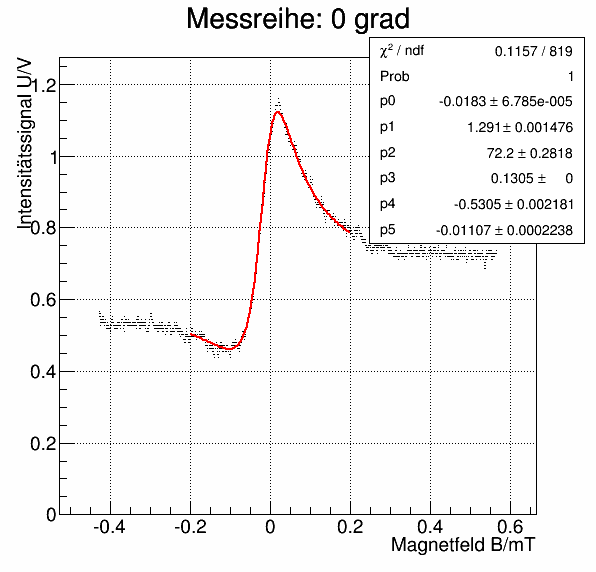 Messreihe: 0 grad
χ² / ndf 0.1157 / 819
Prob 1
p0 -0.0183 ± 6.785e-005
p1 1.291 ± 0.001476
p2 72.2 ± 0.2818
p3 0.1305 ± 0
p4 -0.5305 ± 0.002181
p5 -0.01107 ± 0.0002238
Intensitätssignal U/V
1.2
1
0.8
0.6
0.4
0.2
0
-0.4 -0.2 0 0.2 0.4 0.6
Magnetfeld B/mT